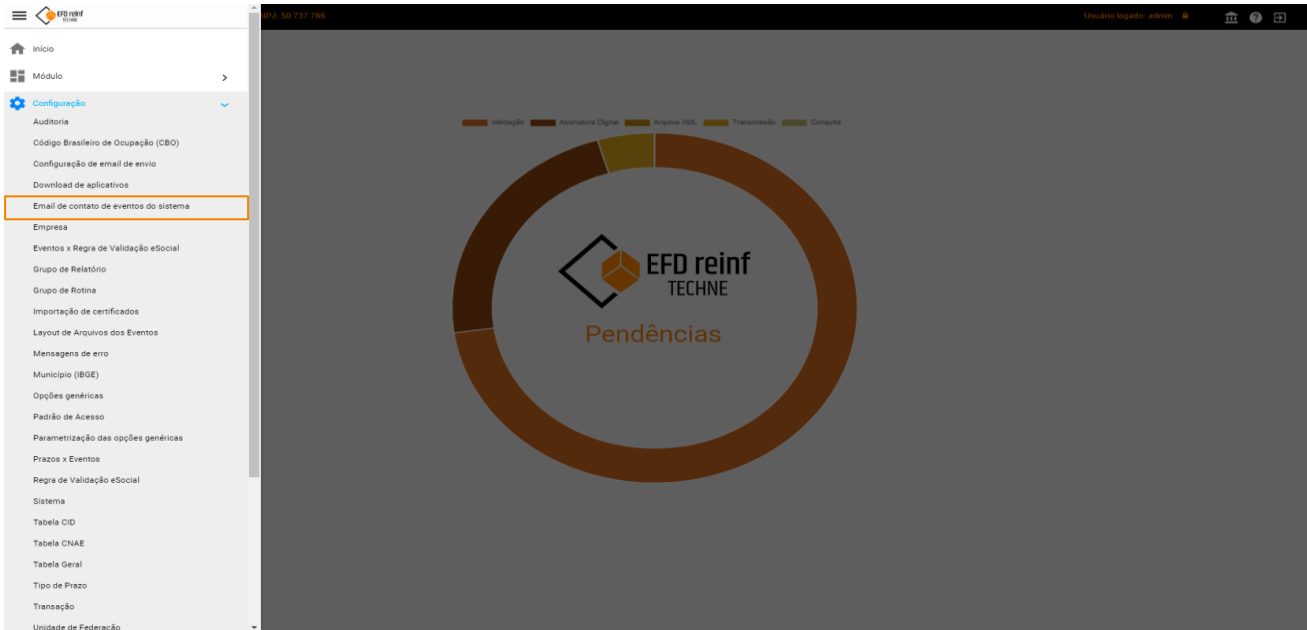 EFD reinf
TECHNE
NPJ: 50.737.766
Usuário logado: admin
Início
Módulo
Configuração
Auditoria
Código Brasileiro de Ocupação (CBO)
Configuração de email de envio
Download de aplicativos
Email de contato de eventos do sistema
Empresa
Eventos x Regra de Validação eSocial
Grupo de Relatório
Grupo de Rotina
Importação de certificados
Layout de Arquivos dos Eventos
Mensagens de erro
Município (IBGE)
Opções genéricas
Padrão de Acesso
Parametrização das opções genéricas
Prazos x Eventos
Regra de Validação eSocial
Sistema
Tabela CID
Tabela CNAE
Tabela Geral
Tipo de Prazo
Transação
Unidade de Federação
Validação Assinatura Digital Arquivo XML Transmissão Consulta
EFD reinf
TECHNE
Pendências